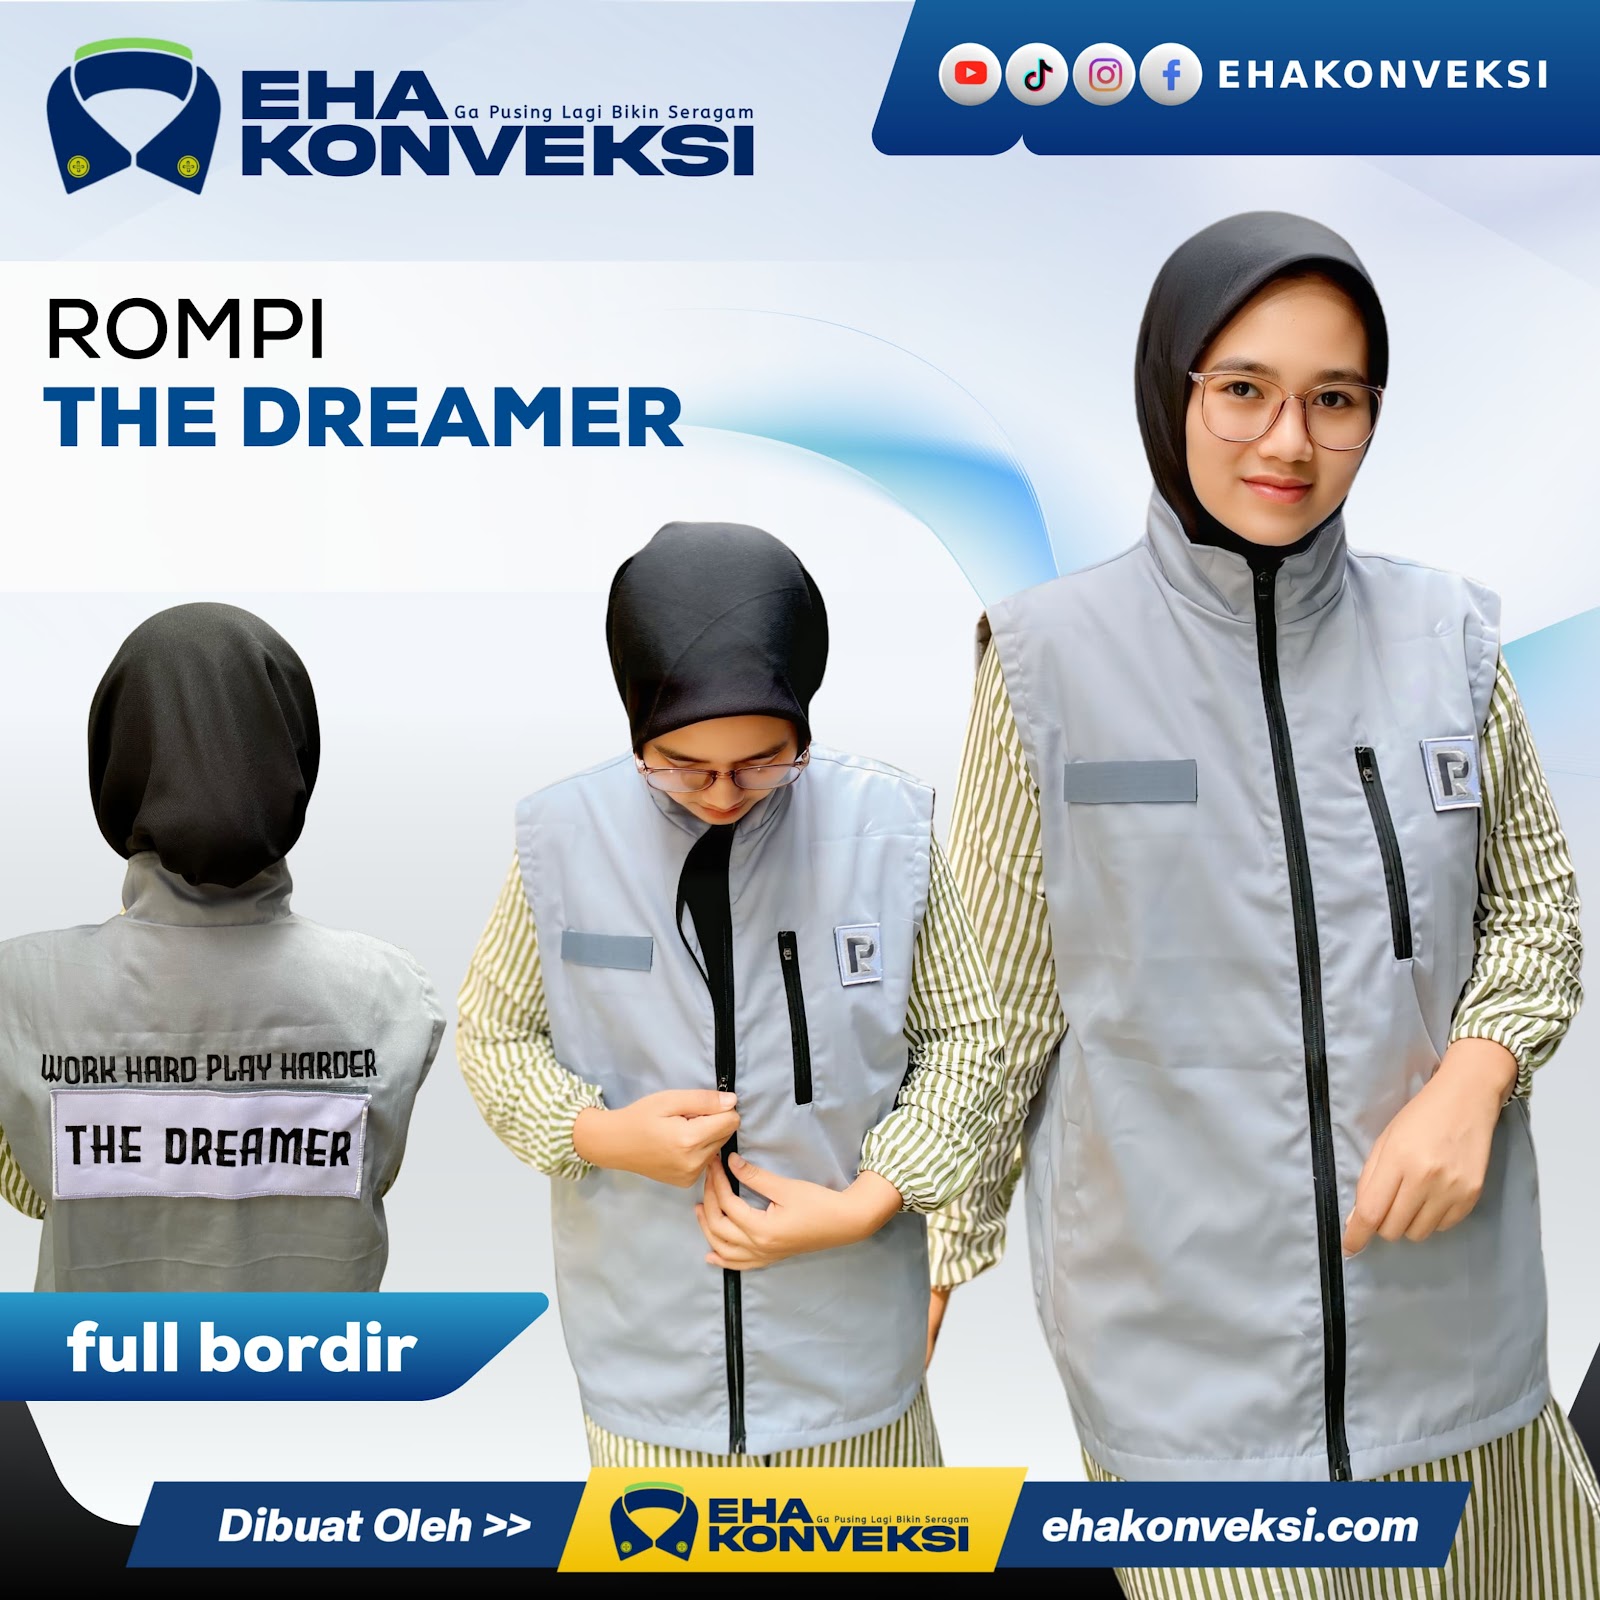 EHA
Ga Pusing Lagi Bikin Seragam
KONVEKSI
EHAKONVEKSI
ROMPI
THE DREAMER
WORK HARD PLAY HARDER
THE DREAMER
R
R
full bordir
Dibuat Oleh >>
EHA
Ga Pusing Lagi Bikin Seragam
KONVEKSI
ehakonveksi.com